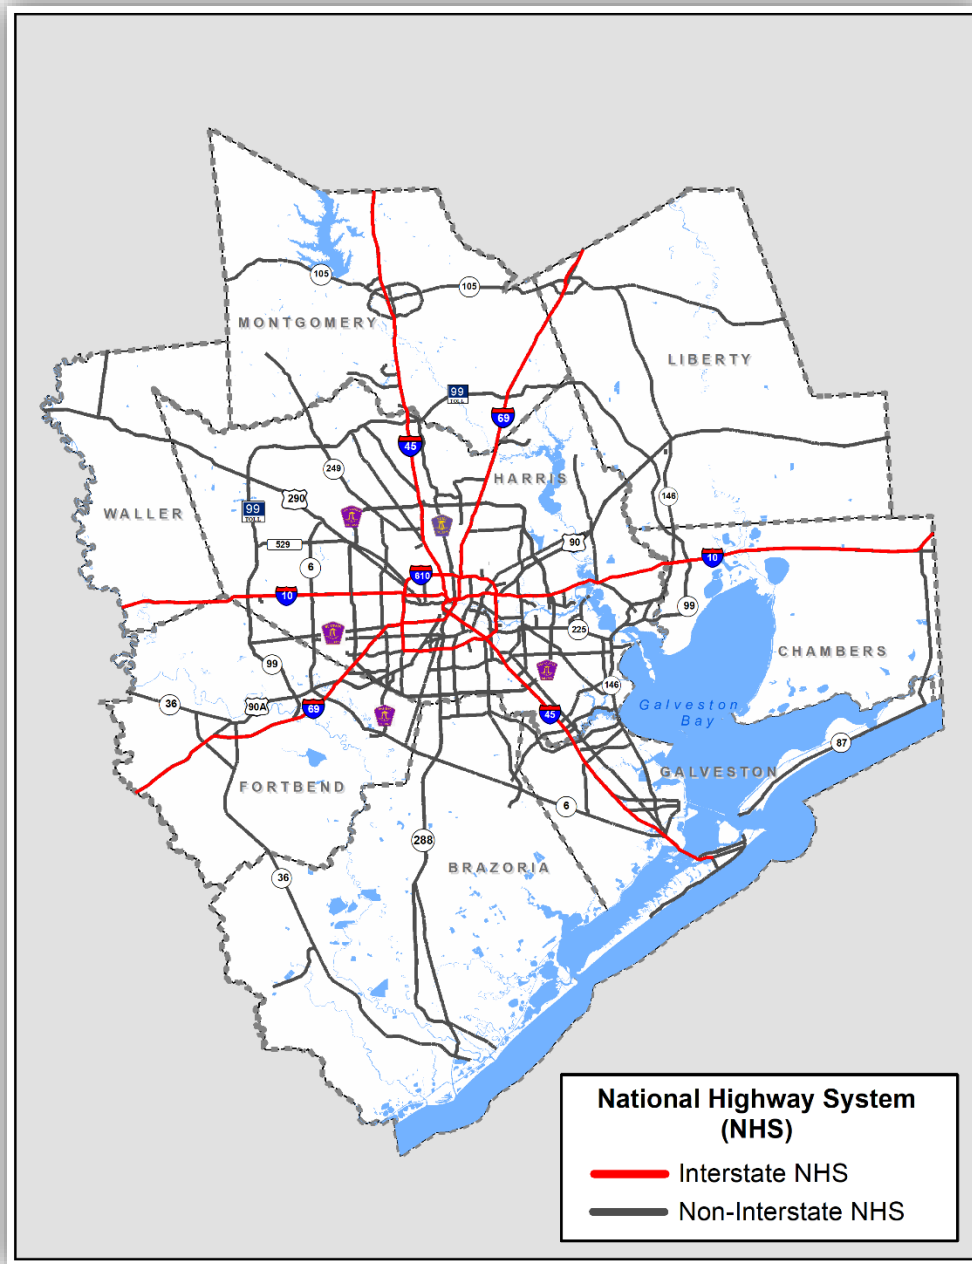 105
105
MONTGOMERY
LIBERTY
99
TOLL
69
45
249
HARRIS
290
146
99
TOLL
WALLER
529
90
6
10
610
10
99
225
CHAMBERS
99
146
36
90A
69
45
Galveston
Bay
87
GALVESTON
FORTBEND
6
288
BRAZORIA
36
National Highway System
(NHS)
Interstate NHS
Non-Interstate NHS